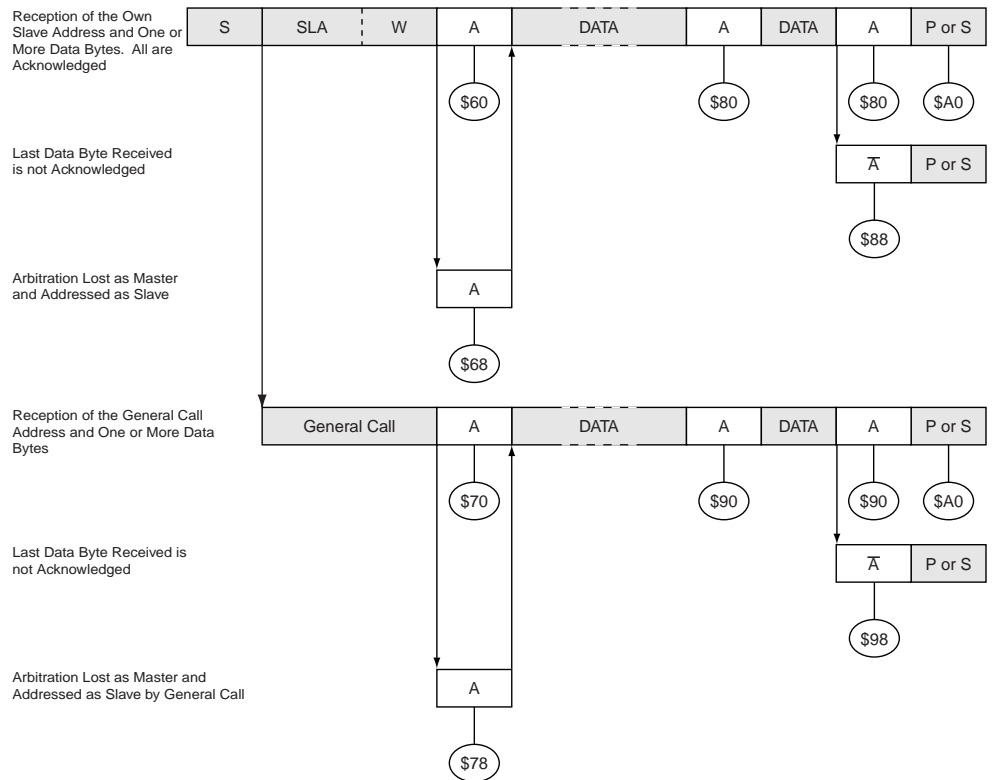 Reception of the Own
Slave Address and One or
More Data Bytes. All are
Acknowledged
S SLA W A DATA A DATA A P or S
$60 $80 $80 $A0
Last Data Byte Received
is not Acknowledged
A̅ P or S
$88
Arbitration Lost as Master
and Addressed as Slave
A
$68
Reception of the General Call
Address and One or More Data
Bytes
General Call A DATA A DATA A P or S
$70 $90 $90 $A0
Last Data Byte Received is
not Acknowledged
A̅ P or S
$98
Arbitration Lost as Master and
Addressed as Slave by General Call
A
$78